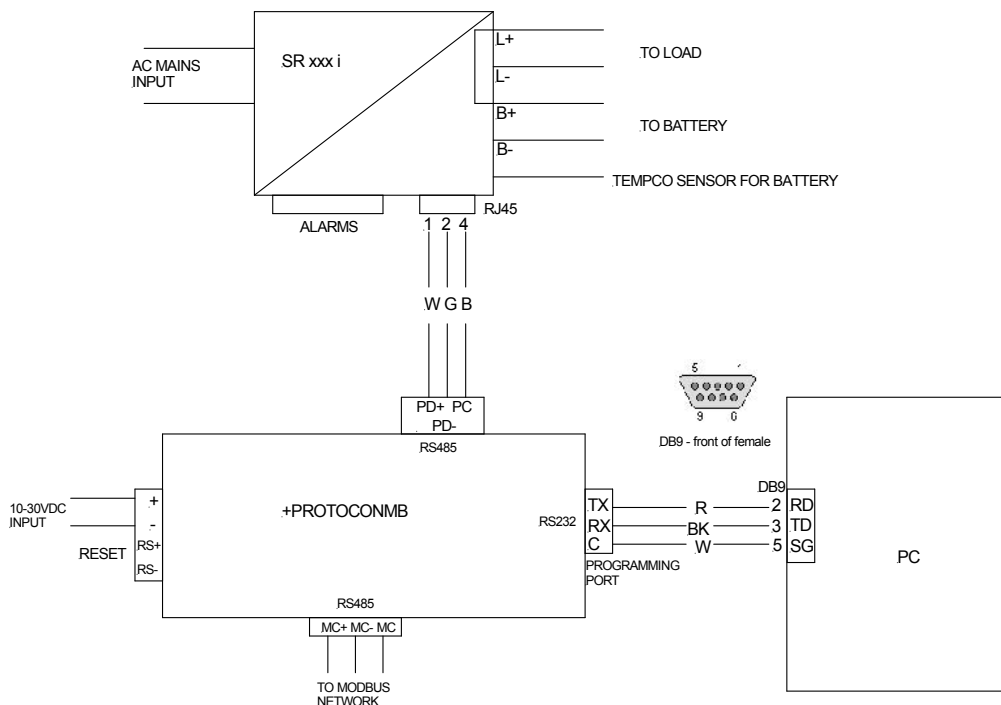 AC MAINS
INPUT
SR xxx i
L+
L-
B+
B-
TO LOAD
TO BATTERY
TEMPCO SENSOR FOR BATTERY
ALARMS
RJ45
1 2 4
W G B
PD+ PC
PD-
RS485
5
9 6
DB9 - front of female
10-30VDC
INPUT
+
-
RS+
RS-
RESET
+PROTOCONMB
RS232
TX
RX
C
PROGRAMMING
PORT
R
BK
W
DB9
2 RD
3 TD
5 SG
PC
RS485
MC+ MC- MC
TO MODBUS
NETWORK